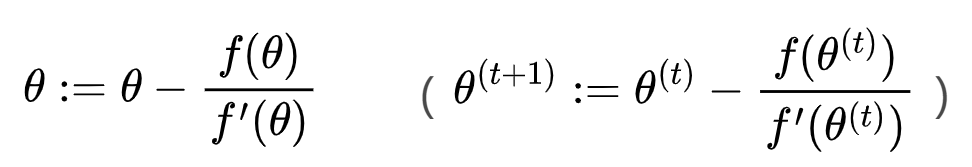 θ := θ − f(θ)/f′(θ) ( θ^(t+1) := θ^(t) − f(θ^(t))/f′(θ^(t)) )